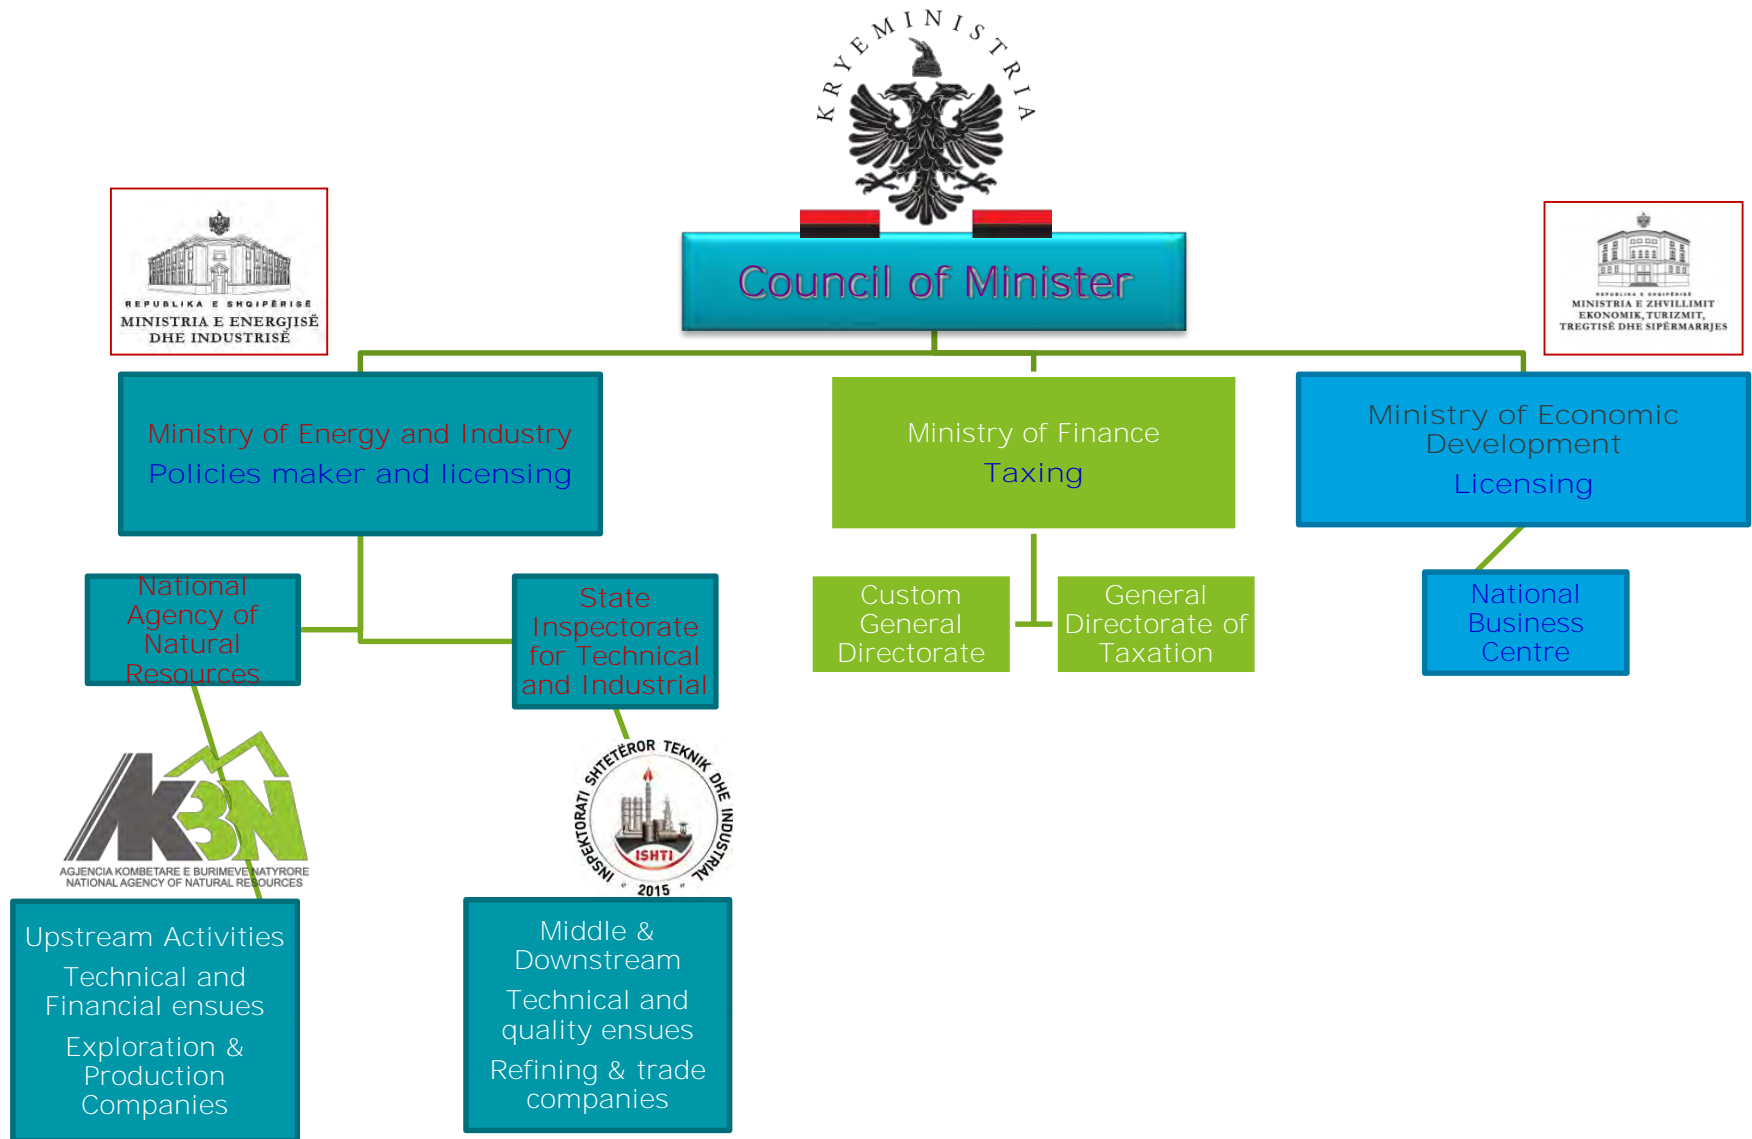 KRYEMINISTRIA
Council of Minister
REPUBLIKA E SHQIPËRISË
MINISTRIA E ENERGJISË
DHE INDUSTRISË
REPUBLIKA E SHQIPËRISË
MINISTRIA E ZHVILLIMIT
EKONOMIK, TURIZMIT,
TREGTISË DHE SIPËRMARRJES
Ministry of Energy and Industry
Policies maker and licensing
Ministry of Finance
Taxing
Ministry of Economic
Development
Licensing
National
Agency of
Natural
Resources
State
Inspectorate
for Technical
and Industrial
Custom
General
Directorate
General
Directorate of
Taxation
National
Business
Centre
AKBN
AGJENCIA KOMBETARE E BURIMEVE NATYRORE
NATIONAL AGENCY OF NATURAL RESOURCES
INSPEKTORATI SHTETËROR TEKNIK DHE INDUSTRIAL
ISHTI
2015
Upstream Activities
Technical and
Financial ensues
Exploration &
Production
Companies
Middle &
Downstream
Technical and
quality ensues
Refining & trade
companies